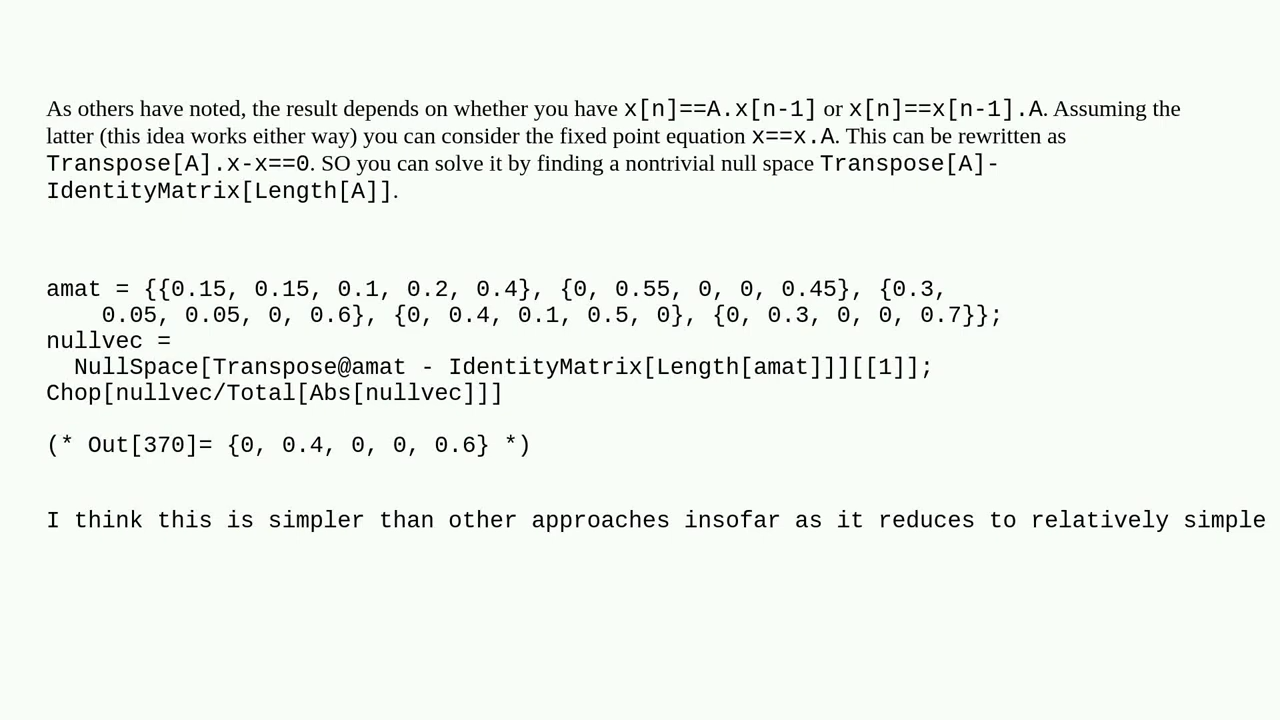 As others have noted, the result depends on whether you have x[n]==A.x[n-1] or x[n]==x[n-1].A. Assuming the
latter (this idea works either way) you can consider the fixed point equation x==x.A. This can be rewritten as
Transpose[A].x-x==0. SO you can solve it by finding a nontrivial null space Transpose[A]-
IdentityMatrix[Length[A]].
amat = {{0.15, 0.15, 0.1, 0.2, 0.4}, {0, 0.55, 0, 0, 0.45}, {0.3,
    0.05, 0.05, 0, 0.6}, {0, 0.4, 0.1, 0.5, 0}, {0, 0.3, 0, 0, 0.7}};
nullvec =
  NullSpace[Transpose@amat - IdentityMatrix[Length[amat]]][[1]];
Chop[nullvec/Total[Abs[nullvec]]]
(* Out[370]= {0, 0.4, 0, 0, 0.6} *)
I think this is simpler than other approaches insofar as it reduces to relatively simple